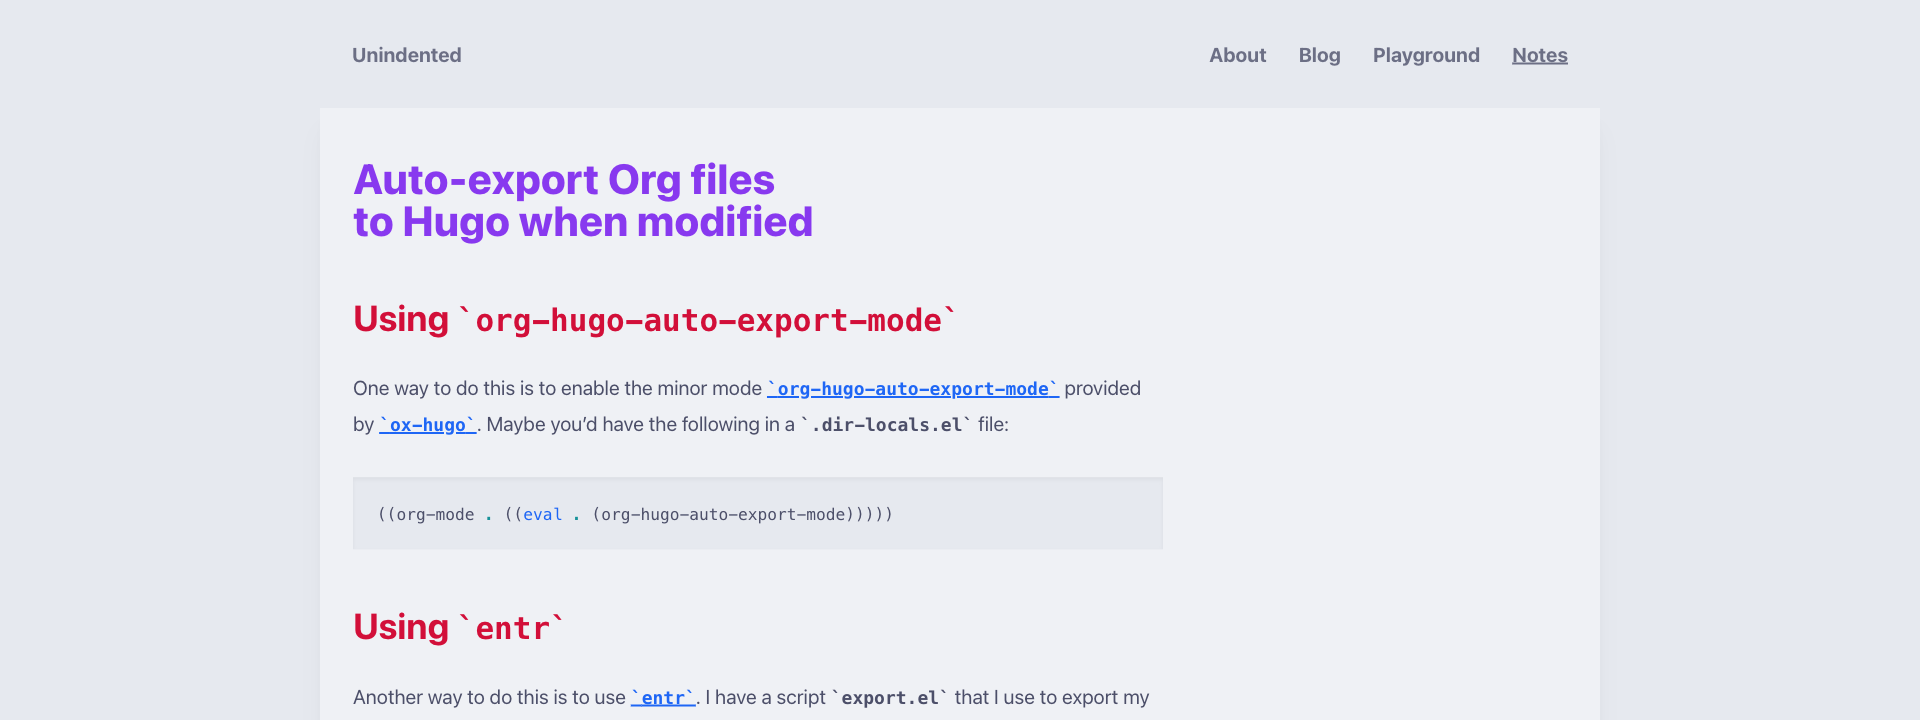 Unindented About Blog Playground Notes
Auto-export Org files
to Hugo when modified
Using `org-hugo-auto-export-mode`
One way to do this is to enable the minor mode `org-hugo-auto-export-mode` provided
by `ox-hugo`. Maybe you’d have the following in a `.dir-locals.el` file:
((org-mode . ((eval . (org-hugo-auto-export-mode)))))
Using `entr`
Another way to do this is to use `entr`. I have a script `export.el` that I use to export my